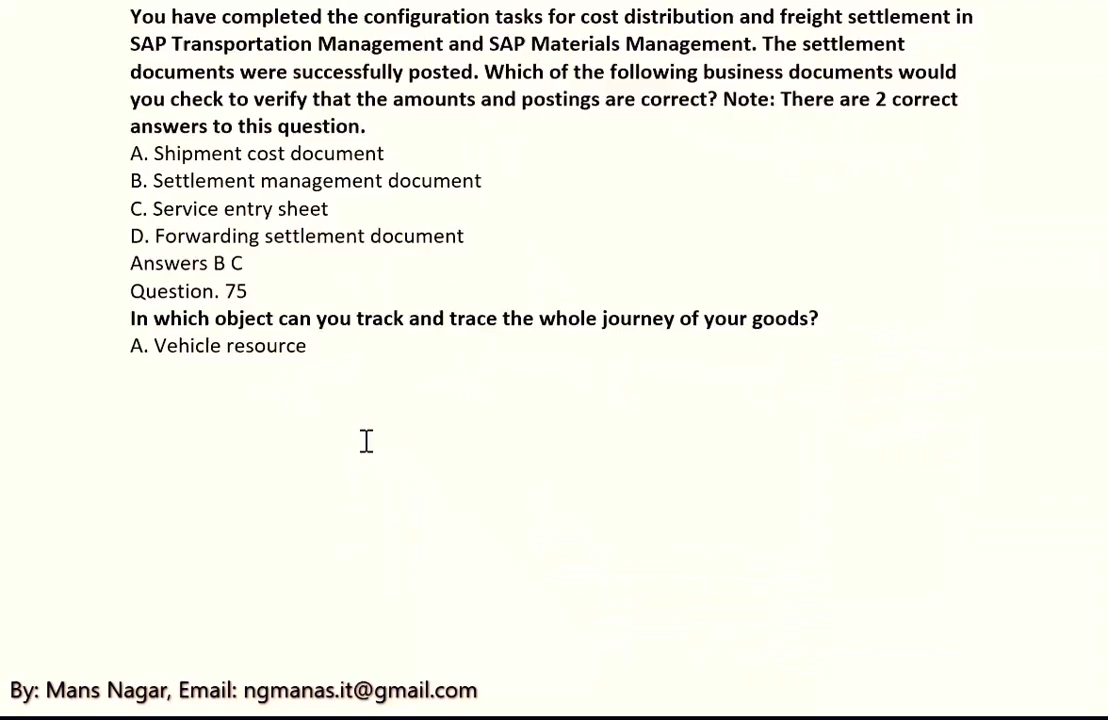 You have completed the configuration tasks for cost distribution and freight settlement in
SAP Transportation Management and SAP Materials Management. The settlement
documents were successfully posted. Which of the following business documents would
you check to verify that the amounts and postings are correct? Note: There are 2 correct
answers to this question.
A. Shipment cost document
B. Settlement management document
C. Service entry sheet
D. Forwarding settlement document
Answers B C
Question. 75
In which object can you track and trace the whole journey of your goods?
A. Vehicle resource
By: Mans Nagar, Email: ngmanas.it@gmail.com